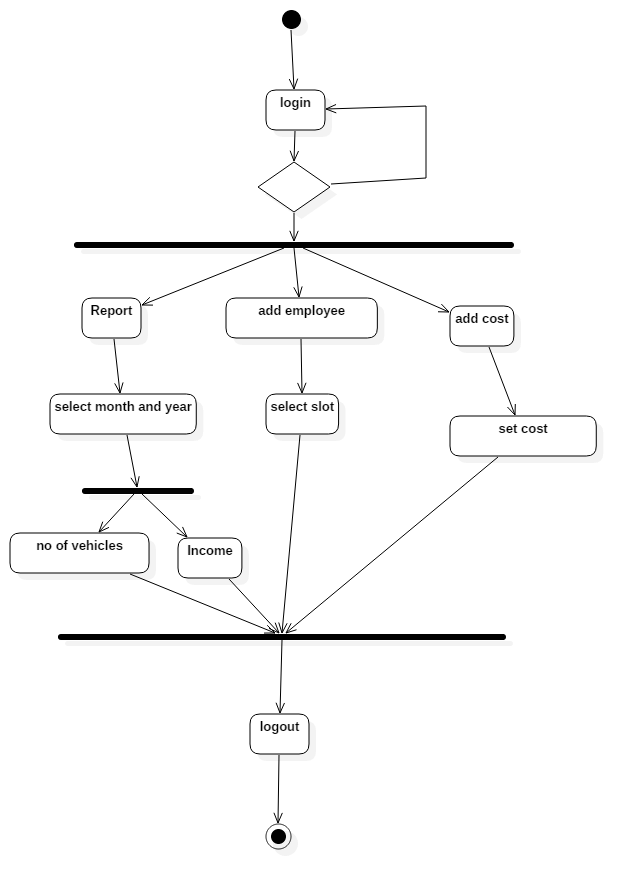 login
Report
add employee
add cost
select month and year
select slot
set cost
no of vehicles
Income
logout